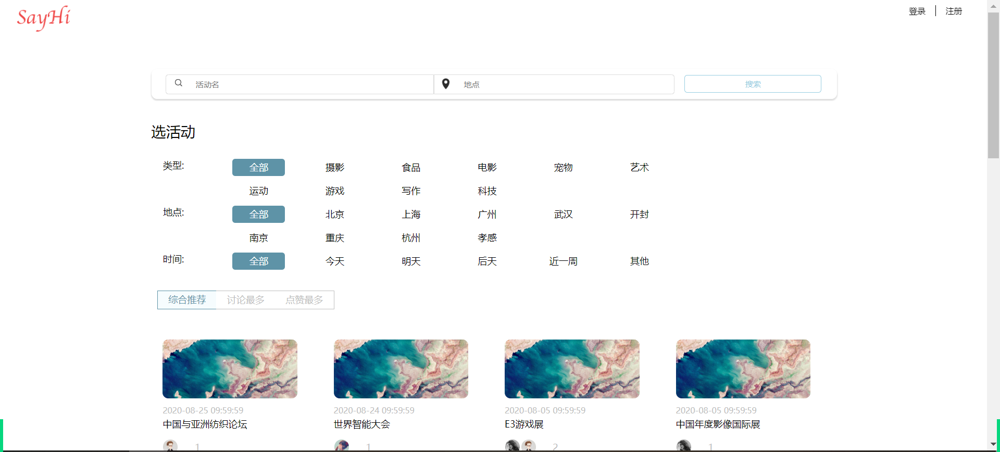 SayHi
登录 注册
活动名 地点 搜索
选活动
类型: 全部 摄影 食品 电影 宠物 艺术
运动 游戏 写作 科技
地点: 全部 北京 上海 广州 武汉 开封
南京 重庆 杭州 孝感
时间: 全部 今天 明天 后天 近一周 其他
综合推荐 讨论最多 点赞最多
2020-08-25 09:59:59 2020-08-24 09:59:59 2020-08-05 09:59:59 2020-08-05 09:59:59
中国与亚洲纺织论坛 世界智能大会 E3游戏展 中国年度影像国际展
1 1 2 1